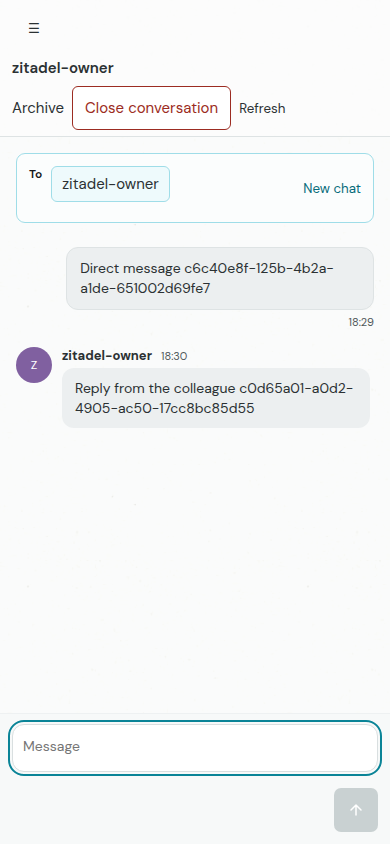 ☰
zitadel-owner
Archive Close conversation Refresh
To zitadel-owner New chat
Direct message c6c40e8f-125b-4b2a-
a1de-651002d69fe7
18:29
Z
zitadel-owner 18:30
Reply from the colleague c0d65a01-a0d2-
4905-ac50-17cc8bc85d55
Message